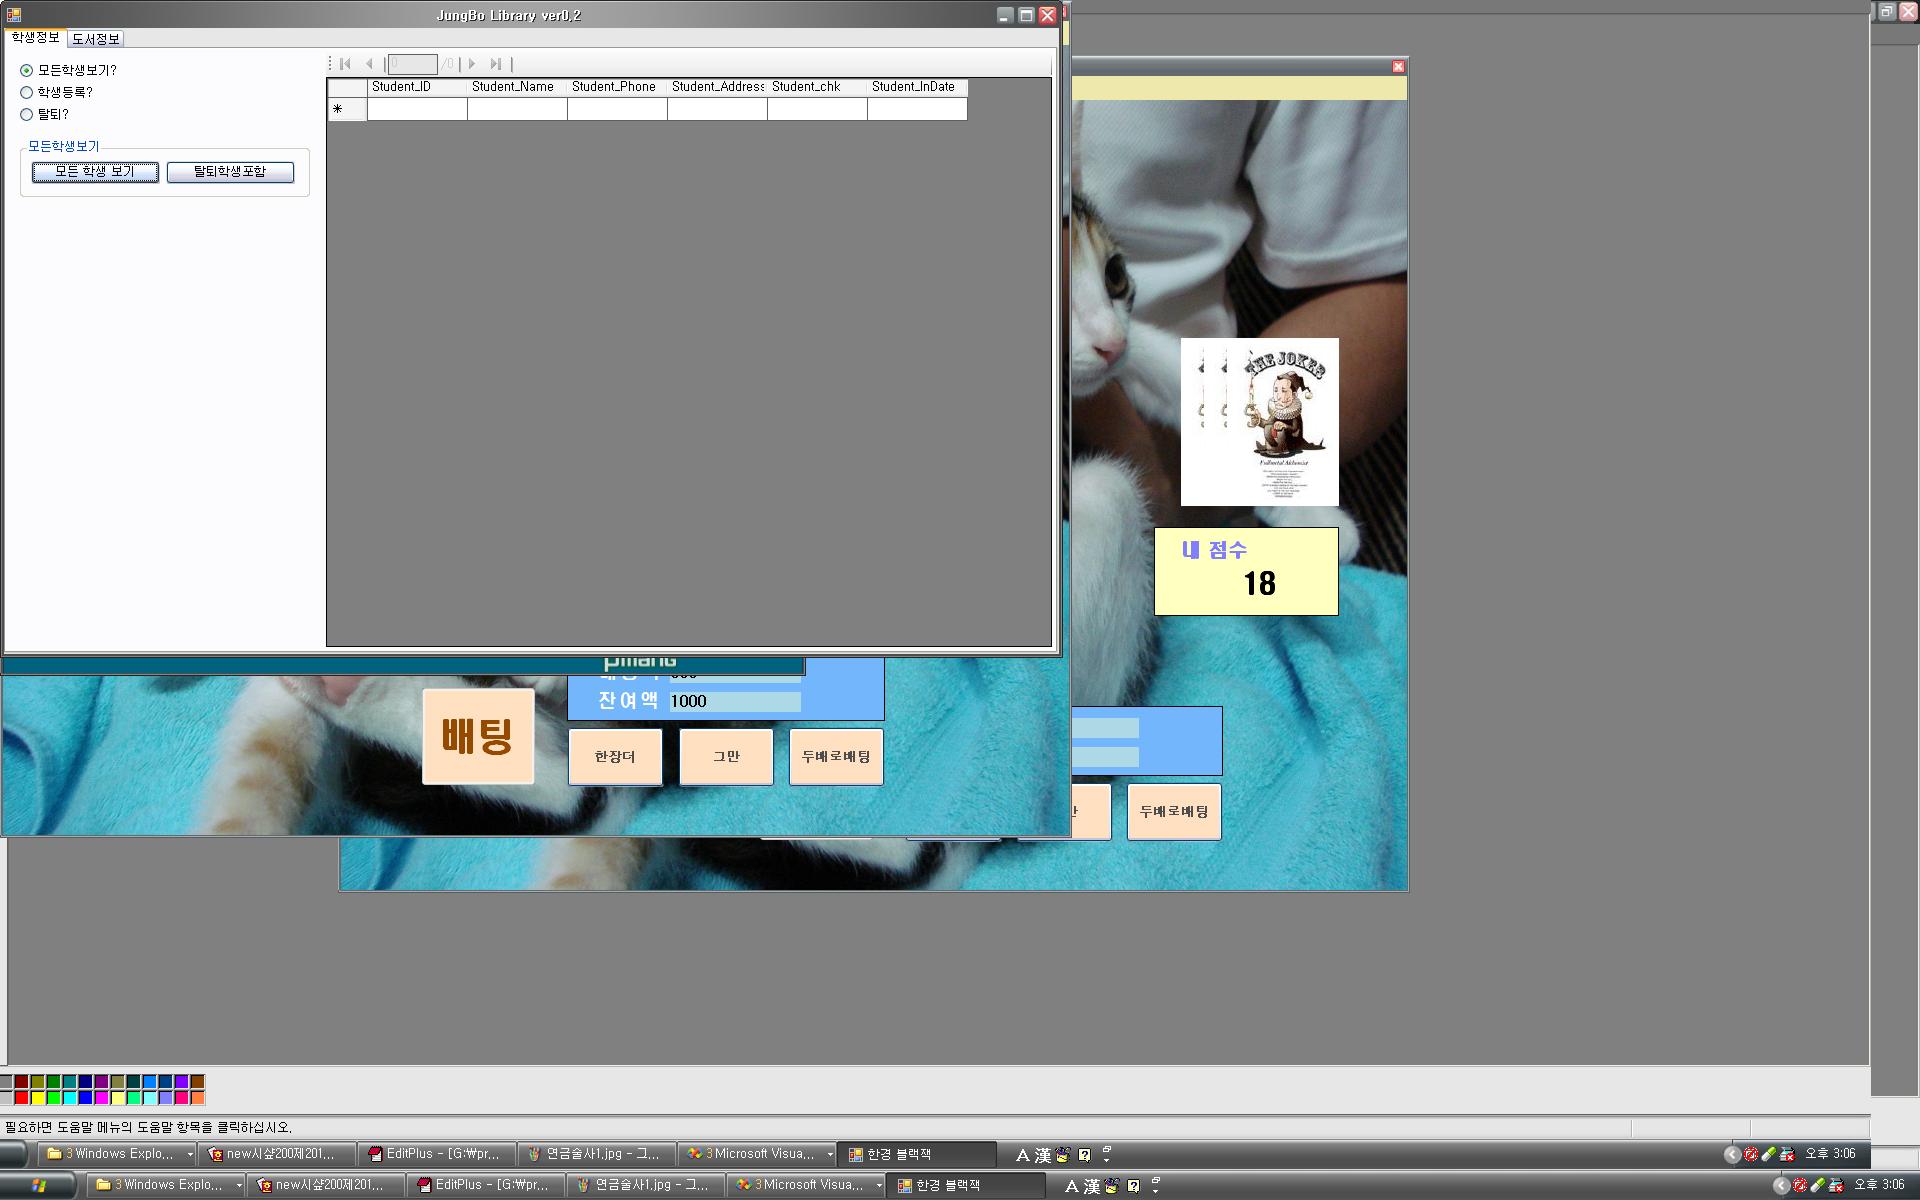 JungBo Library ver0.2
학생정보 도서정보
모든학생보기?
학생등록?
탈퇴?
모든학생보기
모든 학생 보기 탈퇴학생포함
0 /0
Student_ID Student_Name Student_Phone Student_Address Student_chk Student_InDate
THE JOKER
Fullmetal Alchemist
내 점수
18
pmang
잔여액 1000
배팅
한장더 그만 두배로배팅
두배로배팅
필요하면 도움말 메뉴의 도움말 항목을 클릭하십시오.
3 Windows Explo... new시샾200제201... EditPlus - [G:₩pr... 연금술사1.jpg - 그... 3 Microsoft Visua... 한경 블랙잭 A 漢 오후 3:06
3 Windows Explo... new시샾200제201... EditPlus - [G:₩pr... 연금술사1.jpg - 그... 3 Microsoft Visua... 한경 블랙잭 A 漢 오후 3:06